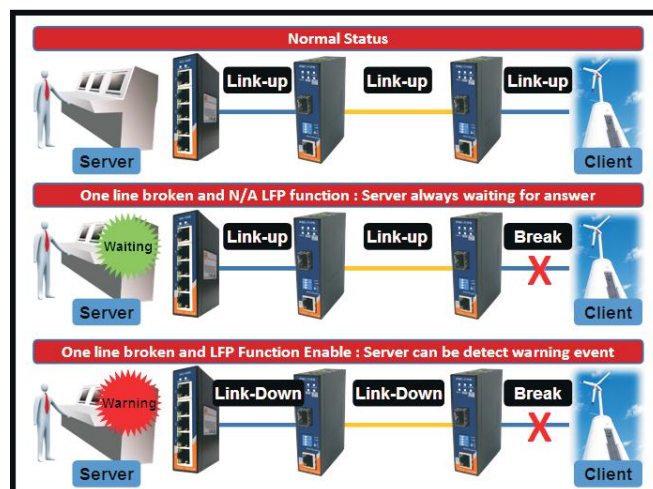 Normal Status
Link-up Link-up Link-up
Server Client
One line broken and N/A LFP function : Server always waiting for answer
Waiting Link-up Link-up Break
X
Server Client
One line broken and LFP Function Enable : Server can be detect warning event
Warning Link-Down Link-Down Break
X
Server Client